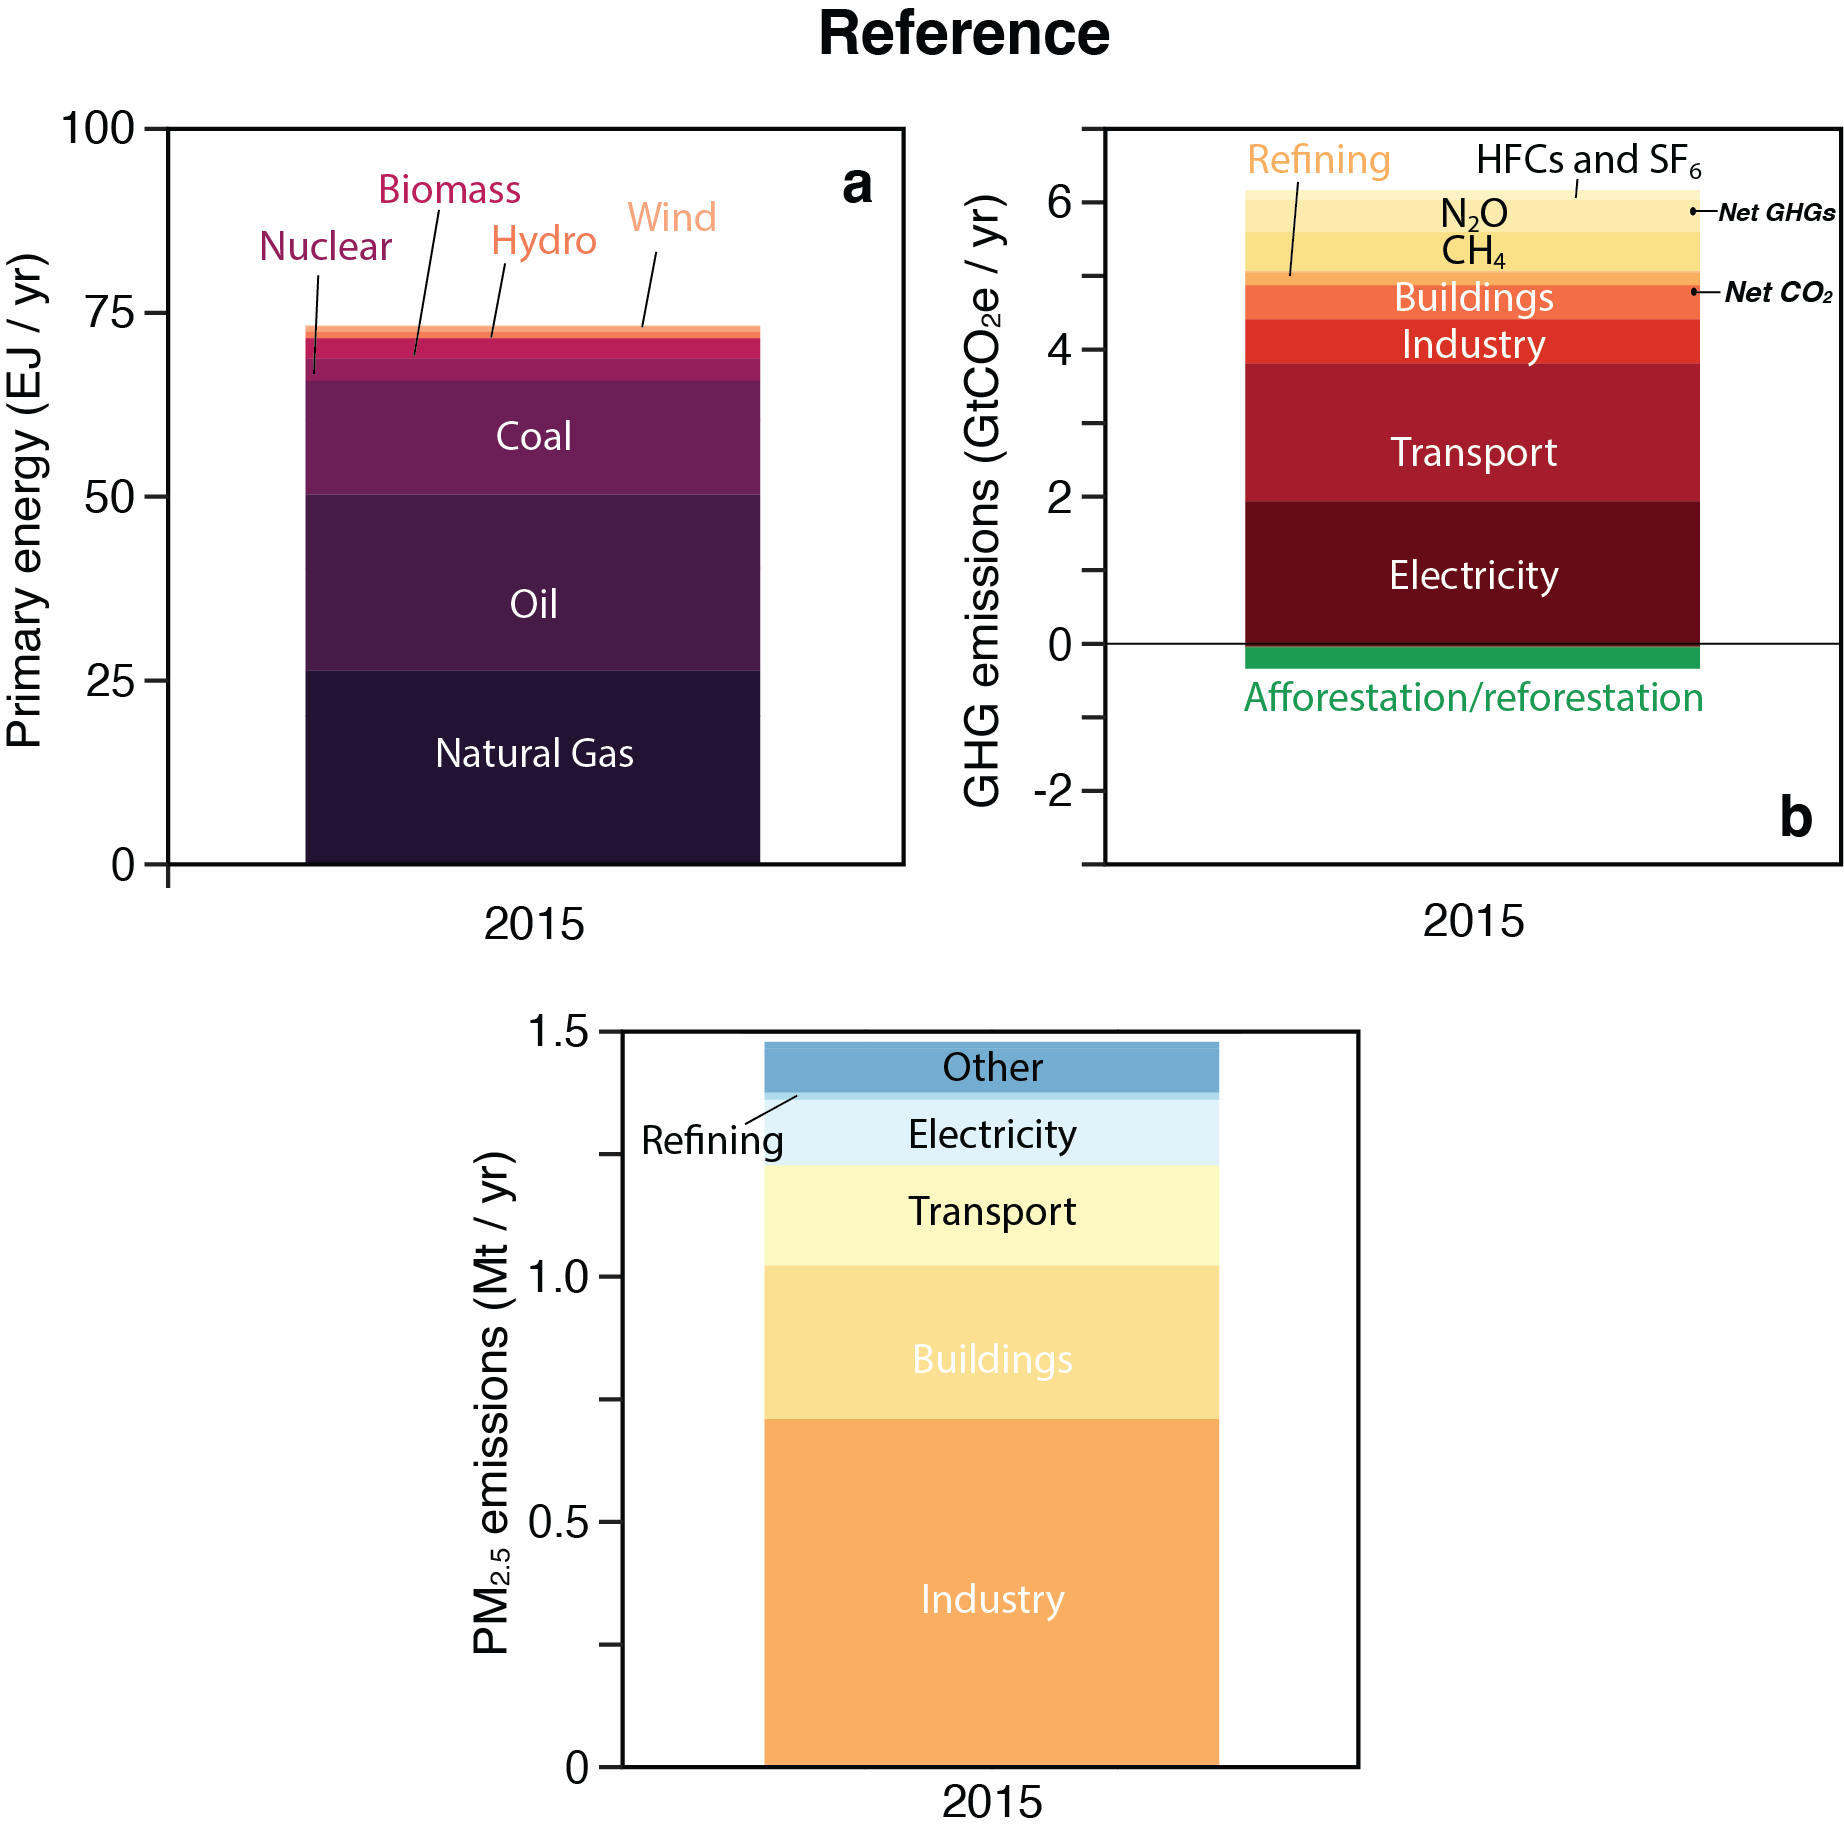 Reference
100
75
50
25
0
Primary energy (EJ / yr)
a
Nuclear
Biomass
Hydro
Wind
Coal
Oil
Natural Gas
2015
6
4
2
0
-2
GHG emissions (GtCO₂e / yr)
Refining
HFCs and SF₆
N₂O
CH₄
Buildings
Industry
Transport
Electricity
Afforestation/reforestation
Net GHGs
Net CO₂
b
2015
1.5
1.0
0.5
0
PM₂.₅ emissions (Mt / yr)
Other
Refining
Electricity
Transport
Buildings
Industry
2015